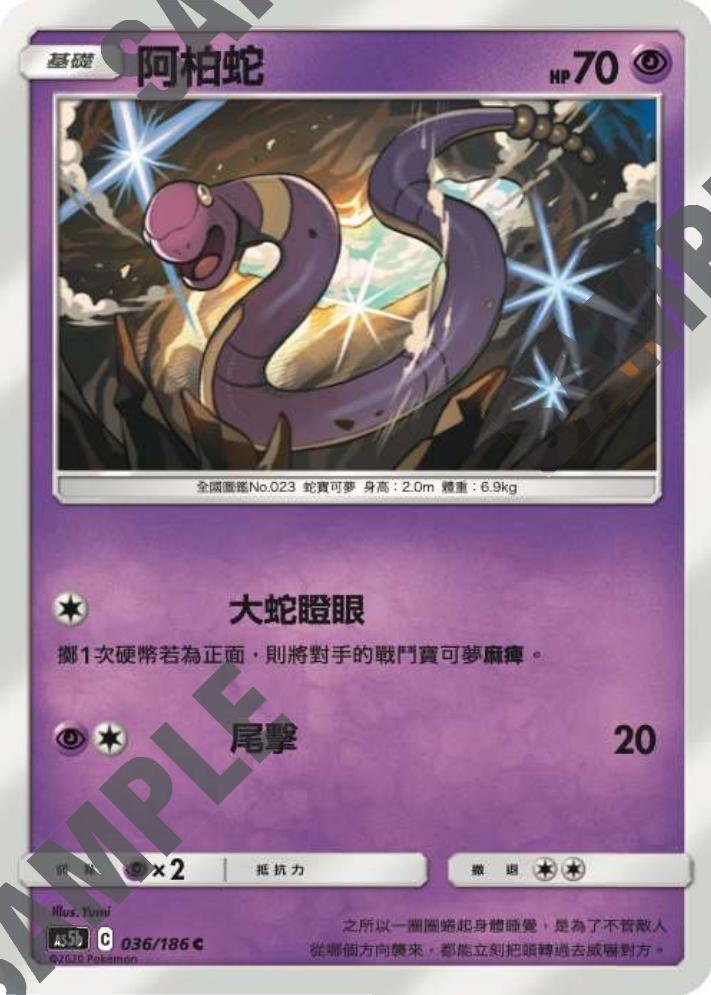 基礎 阿柏蛇 HP70
全國圖鑑No.023 蛇寶可夢 身高：2.0m 體重：6.9kg
大蛇瞪眼
擲1次硬幣若為正面，則將對手的戰鬥寶可夢麻痺。
尾擊 20
×2 抵抗力 撤退
Illus. Yumi
AS5b C 036/186 C
©2020 Pokémon
之所以一圈圈蜷起身體睡覺，是為了不管敵人
從哪個方向襲來，都能立刻把頭轉過去威嚇對方。
SAMPLE
SAMPLE
SAMPLE